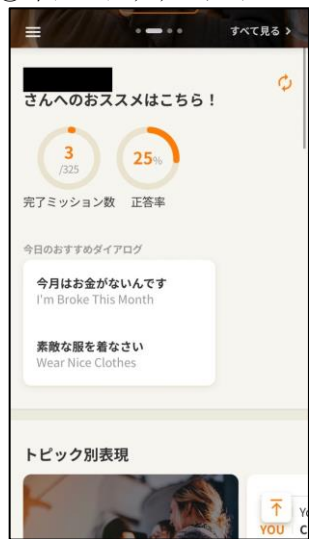 すべて見る >
さんへのおススメはこちら！
3
/325
25%
完了ミッション数 正答率
今日のおすすめダイアログ
今月はお金がないんです
I'm Broke This Month
素敵な服を着なさい
Wear Nice Clothes
トピック別表現
YOU